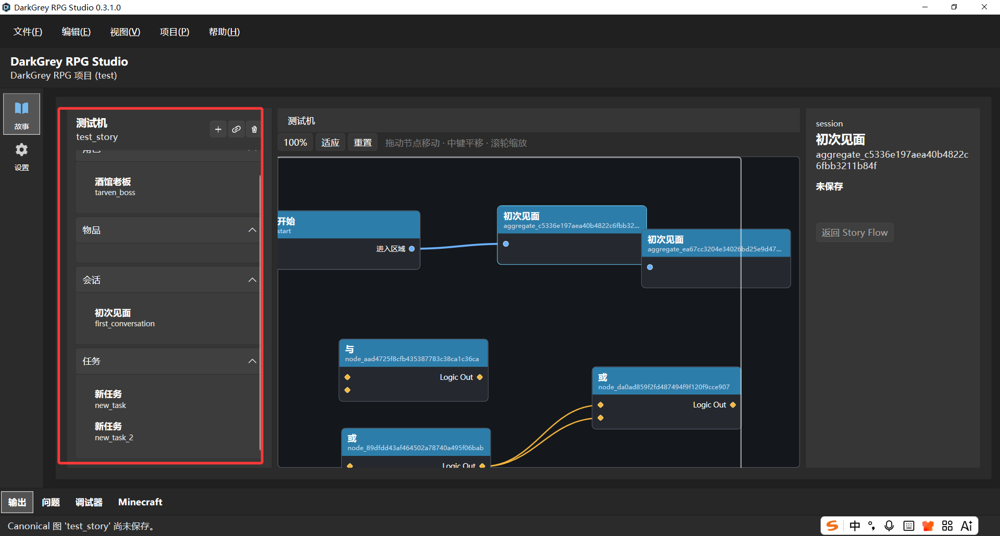 DarkGrey RPG Studio 0.3.1.0
文件(F) 编辑(E) 视图(V) 项目(P) 帮助(H)
DarkGrey RPG Studio
DarkGrey RPG 项目 (test)
故事
设置
测试机
test_story
角色
酒馆老板
tarven_boss
物品
会话
初次见面
first_conversation
任务
新任务
new_task
新任务
new_task_2
测试机
100% 适应 重置 拖动节点移动 · 中键平移 · 滚轮缩放
开始
start
进入区域
初次见面
aggregate_c5336e197aea40b4822c6fbb32...
初次见面
aggregate_ea67cc3204e34026bd25e9d47...
与
node_aad4725f8cfb435387783c38ca1c36ca
Logic Out
或
node_da0ad859f2fd487494f9f120f9cce907
Logic Out
或
node_89dfdd43af464502a78740a495f06bab
Logic Out
session
初次见面
aggregate_c5336e197aea40b4822c
6fbb3211b84f
未保存
返回 Story Flow
输出 问题 调试器 Minecraft
Canonical 图 'test_story' 尚未保存。
中